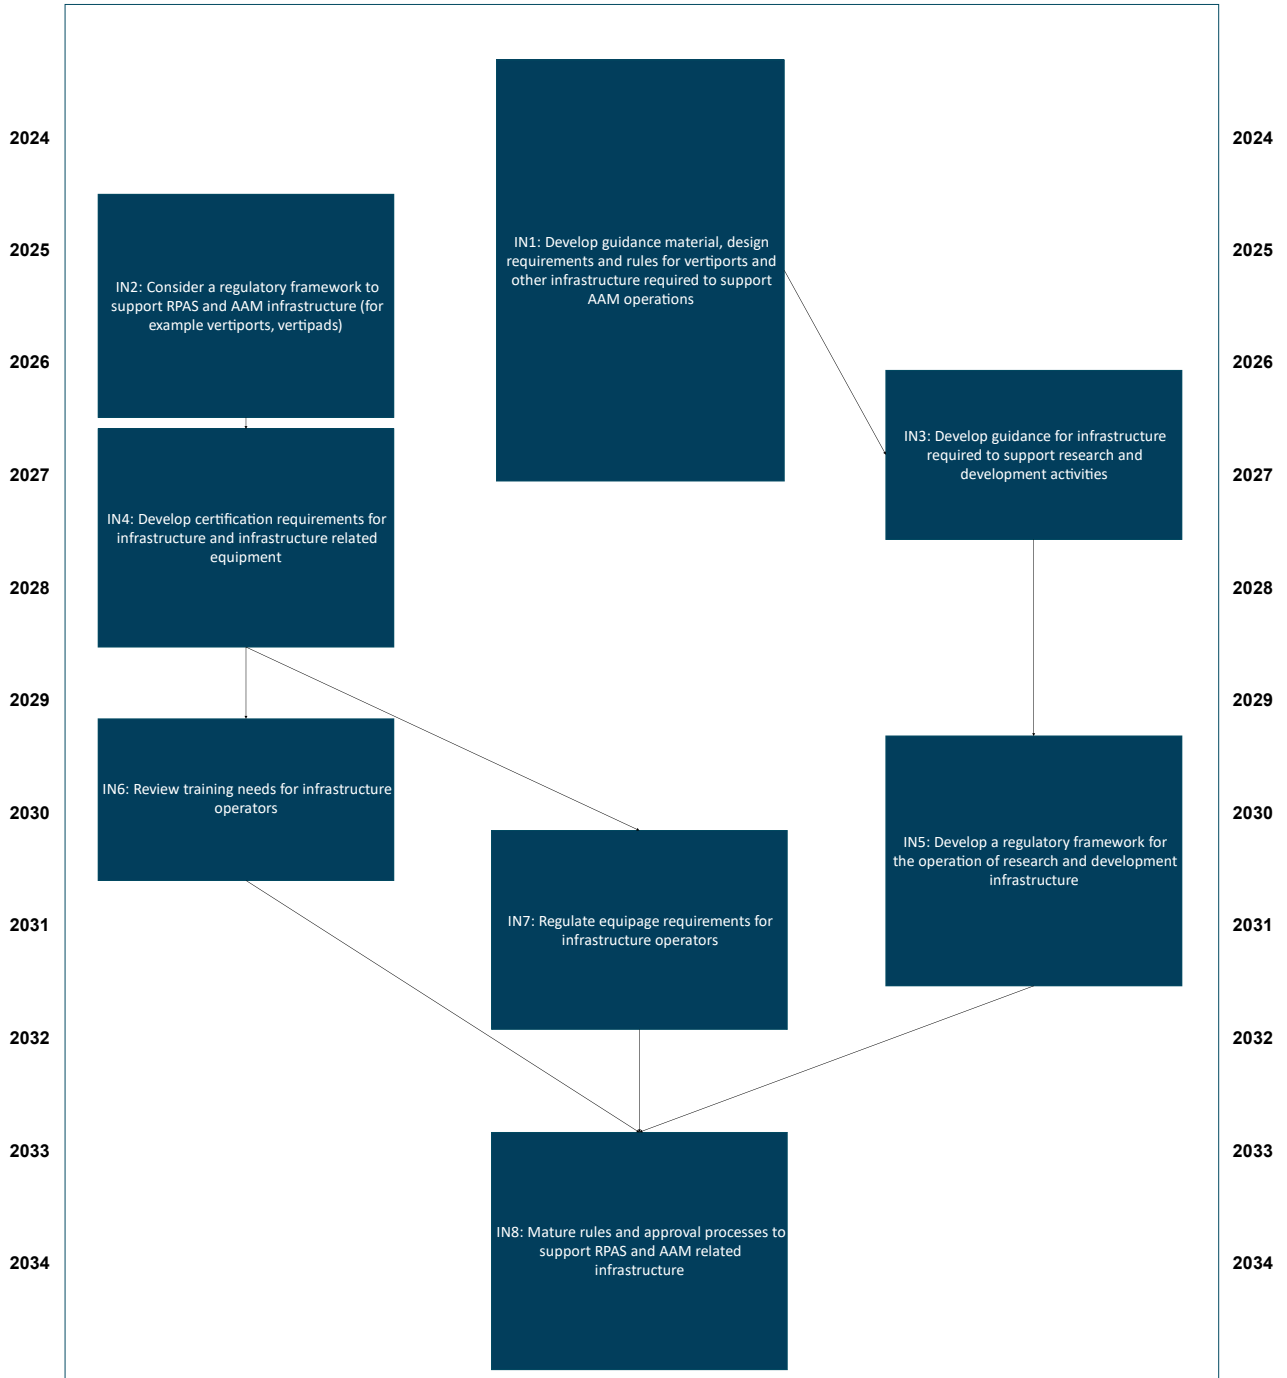 2024
2024
2025
2025
IN1: Develop guidance material, design
requirements and rules for vertiports and
other infrastructure required to support
AAM operations
IN2: Consider a regulatory framework to
support RPAS and AAM infrastructure (for
example vertiports, vertipads)
2026
2026
IN3: Develop guidance for infrastructure
required to support research and
development activities
2027
2027
IN4: Develop certification requirements for
infrastructure and infrastructure related
equipment
2028
2028
2029
2029
IN6: Review training needs for infrastructure
operators
2030
2030
IN5: Develop a regulatory framework for
the operation of research and development
infrastructure
2031
2031
IN7: Regulate equipage requirements for
infrastructure operators
2032
2032
2033
2033
IN8: Mature rules and approval processes to
support RPAS and AAM related
infrastructure
2034
2034